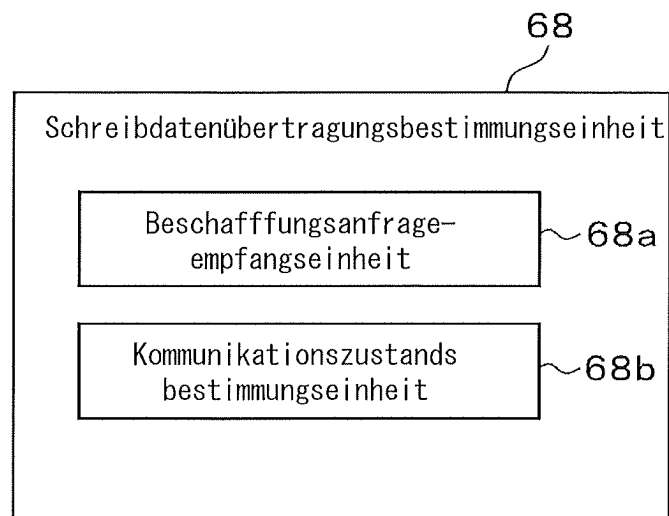 68
Schreibdatenübertragungsbestimmungseinheit
Beschafffungsanfrage-
empfangseinheit
68a
Kommunikationszustands
bestimmungseinheit
68b